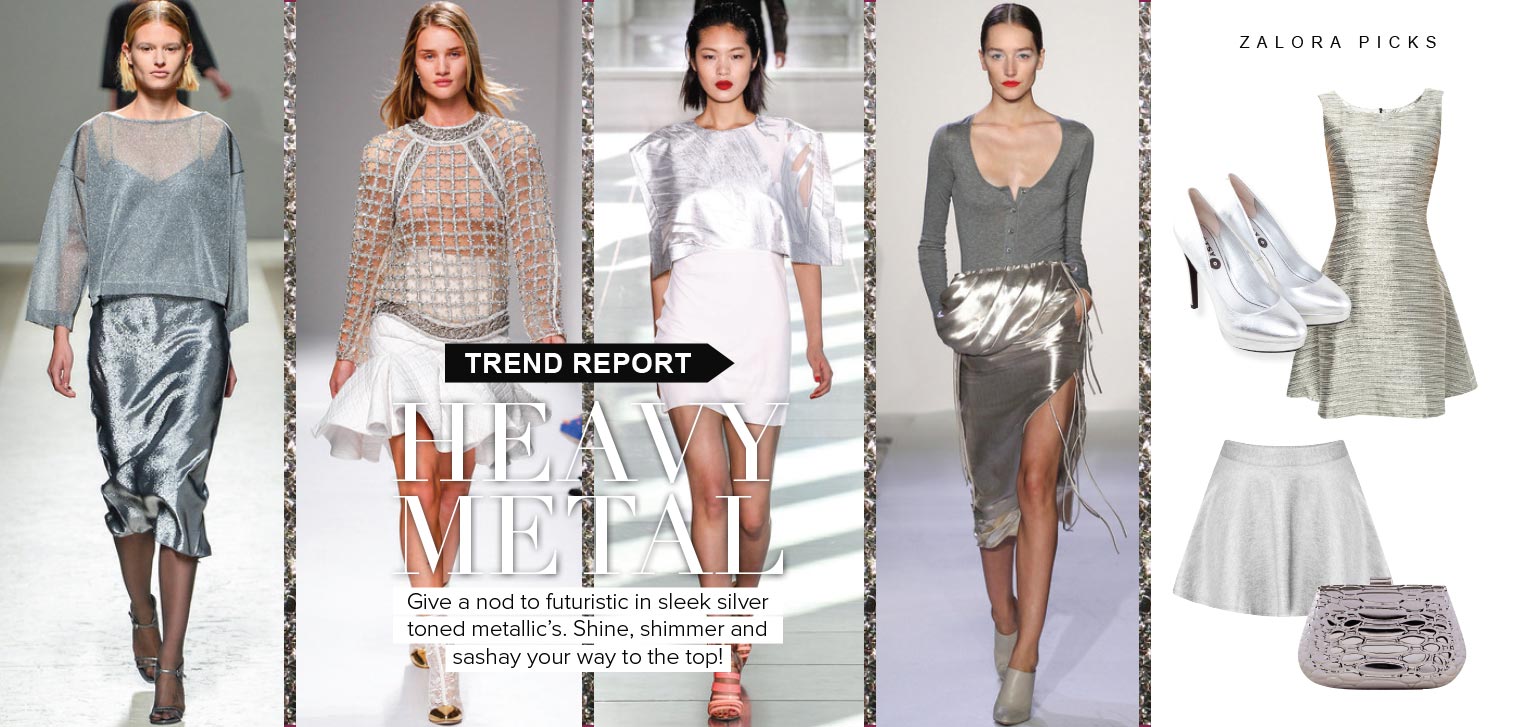 ZALORA PICKS
TREND REPORT
HEAVY
METAL
Give a nod to futuristic in sleek silver
toned metallic's. Shine, shimmer and
sashay your way to the top!